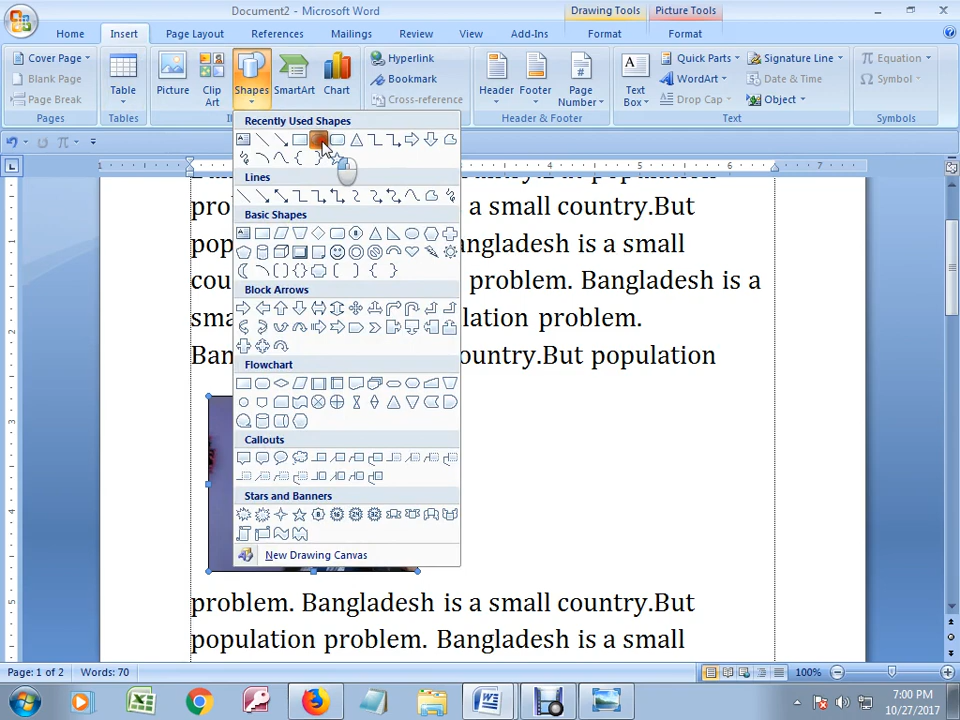 Document2 - Microsoft Word
Drawing Tools
Picture Tools
Home
Insert
Page Layout
References
Mailings
Review
View
Add-Ins
Format
Format
Cover Page
Blank Page
Page Break
Pages
Table
Tables
Picture
Clip
Art
Shapes
SmartArt
Chart
Hyperlink
Bookmark
Cross-reference
Header
Footer
Page
Number
Header & Footer
Text
Box
Quick Parts
WordArt
Drop Cap
Signature Line
Date & Time
Object
Text
Equation
Symbol
Symbols
Recently Used Shapes
Lines
Basic Shapes
Block Arrows
Flowchart
Callouts
Stars and Banners
New Drawing Canvas
But population
a small country.But
angladesh is a small
problem. Bangladesh is a
lation problem.
ountry.But population
problem. Bangladesh is a small country.But
population problem. Bangladesh is a small
Page: 1 of 2
Words: 70
100%
7:00 PM
10/27/2017